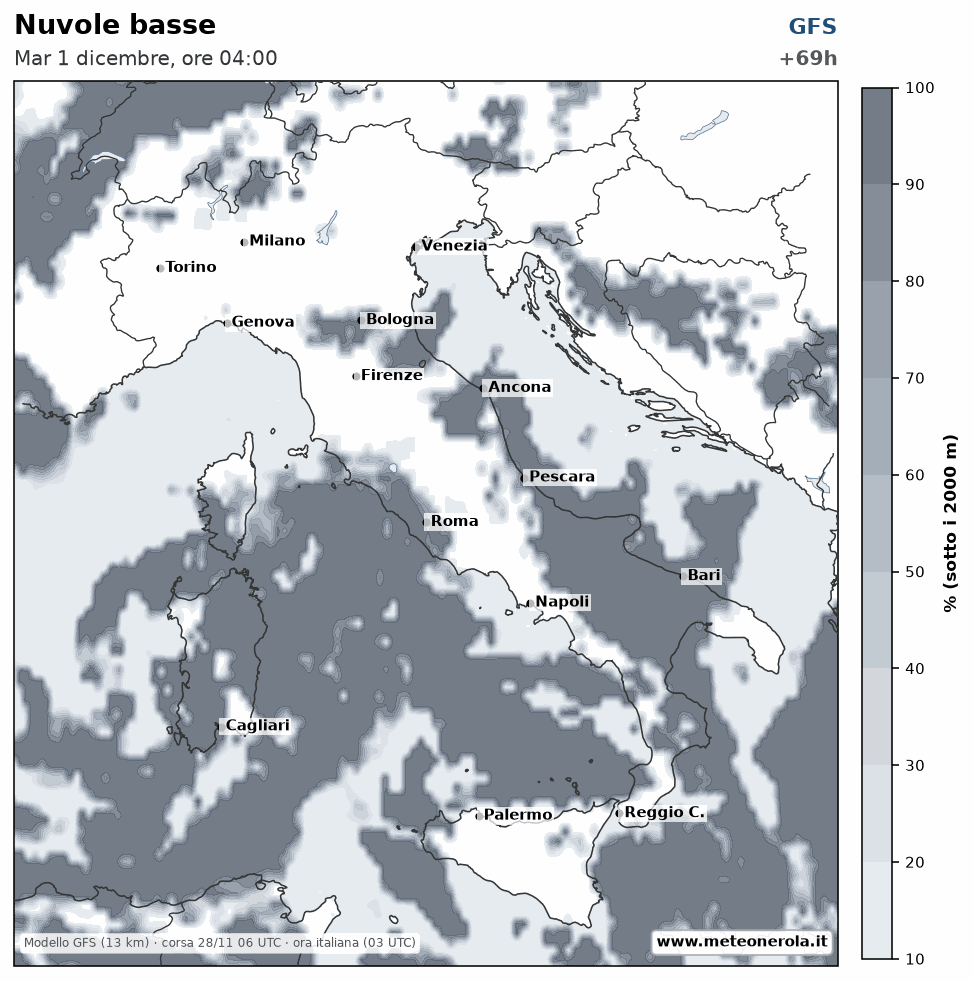 Nuvole basse
GFS
Mar 1 dicembre, ore 04:00
+69h
Milano
Venezia
Torino
Genova
Bologna
Firenze
Ancona
Pescara
Roma
Bari
Napoli
Cagliari
Palermo
Reggio C.
Modello GFS (13 km) · corsa 28/11 06 UTC · ora italiana (03 UTC)
www.meteonerola.it
100
90
80
70
60
50
40
30
20
10
% (sotto i 2000 m)